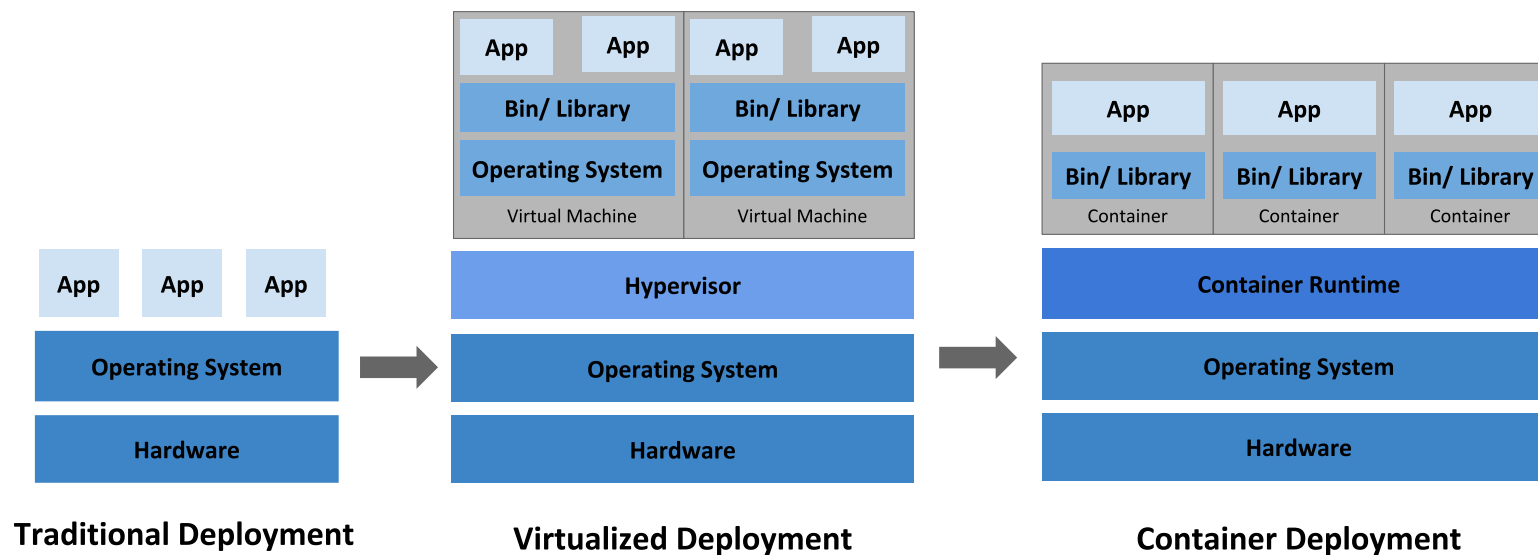 App
App
App
Operating System
Hardware
Traditional Deployment
App
App
Bin/ Library
Operating System
Virtual Machine
App
App
Bin/ Library
Operating System
Virtual Machine
Hypervisor
Operating System
Hardware
Virtualized Deployment
App
Bin/ Library
Container
App
Bin/ Library
Container
App
Bin/ Library
Container
Container Runtime
Operating System
Hardware
Container Deployment